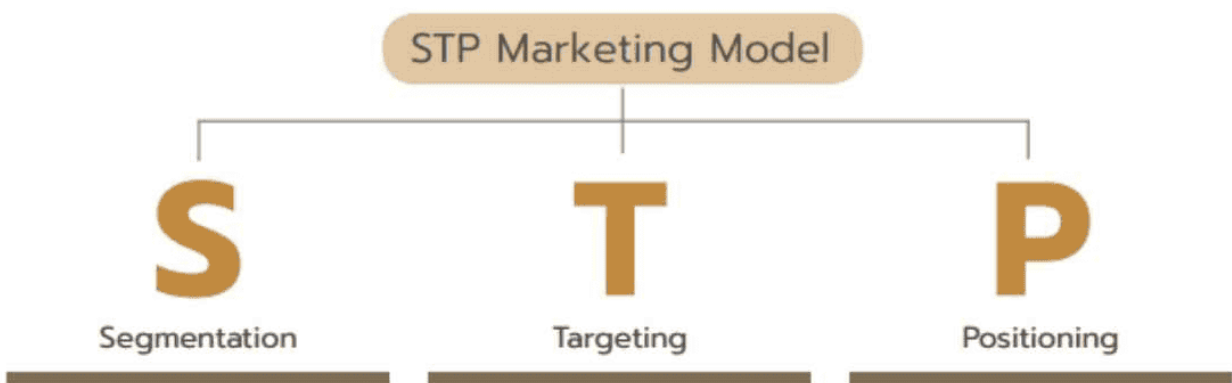 STP Marketing Model
S
T
P
Segmentation
Targeting
Positioning